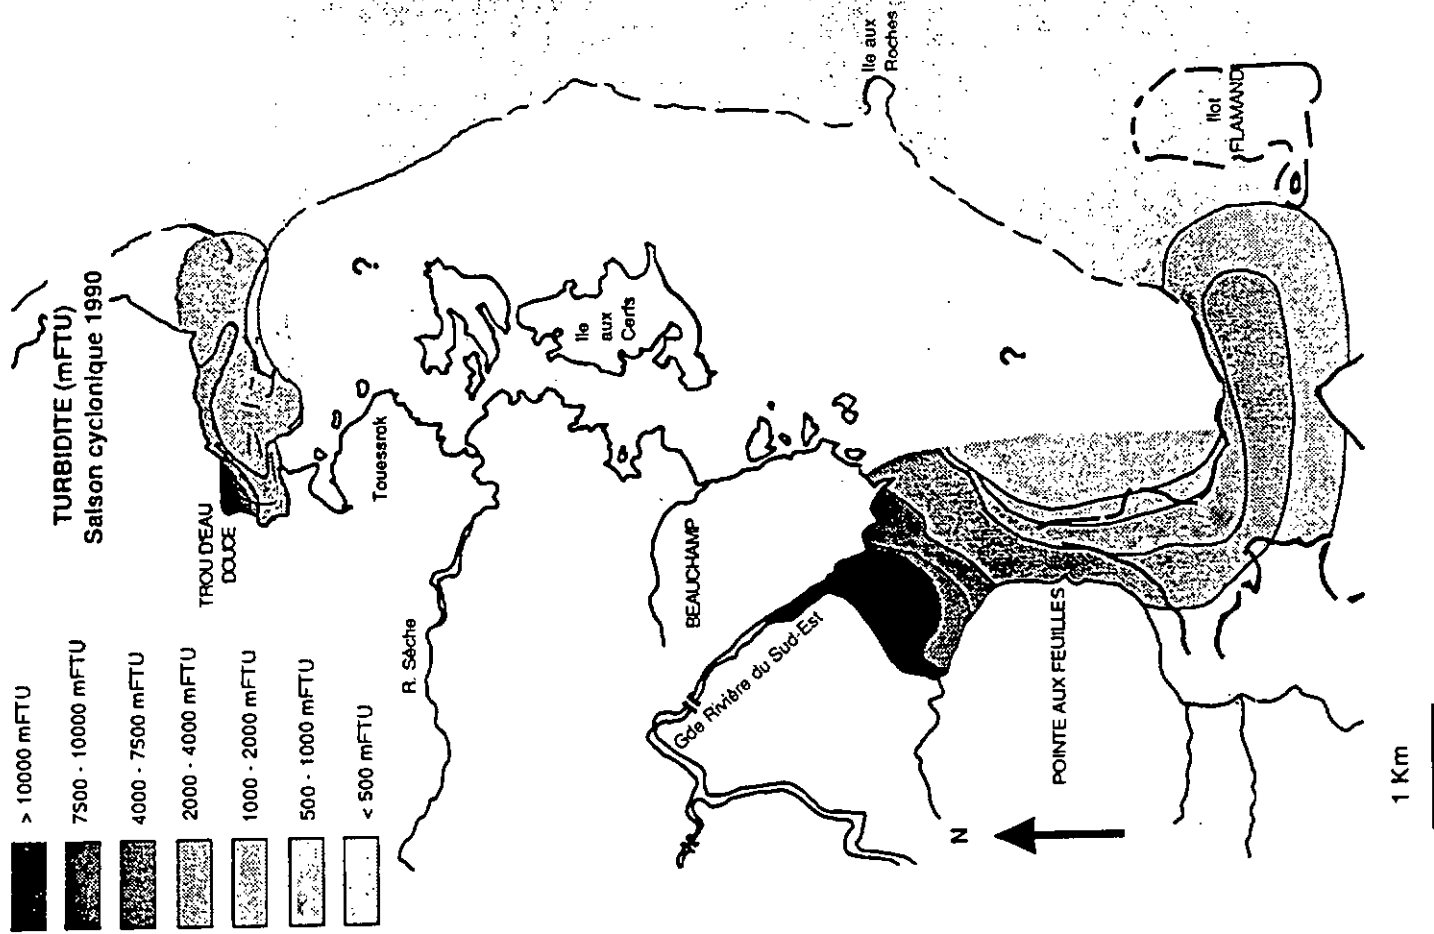 TURBIDITE (mFTU)
Saison cyclonique 1990
> 10000 mFTU
7500 - 10000 mFTU
4000 - 7500 mFTU
2000 - 4000 mFTU
1000 - 2000 mFTU
500 - 1000 mFTU
< 500 mFTU
TROU D'EAU
DOUCE
Touessrok
R. Sèche
?
Ile
aux
Cerfs
Ile aux
Roches
BEAUCHAMP
Gde Rivière du Sud-Est
?
POINTE AUX FEUILLES
Ilot
FLAMAND
N
1 Km